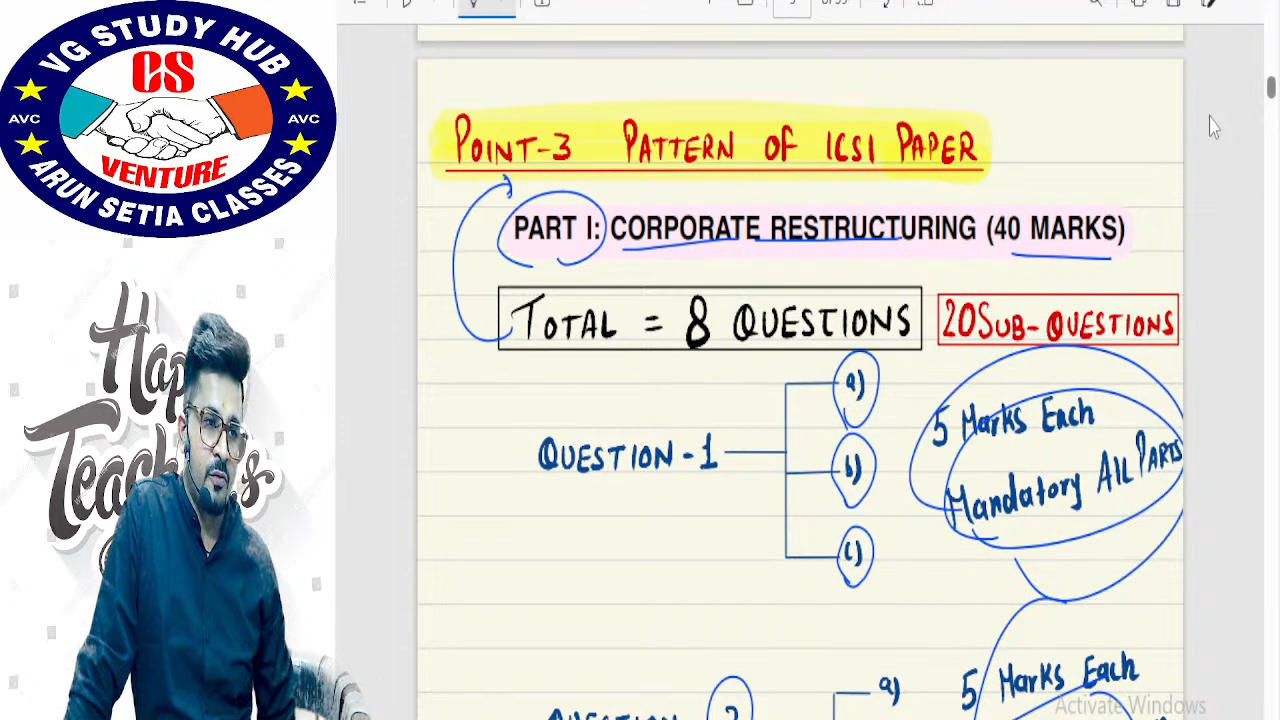 VG STUDY HUB
CS
AVC
AVC
VENTURE
ARUN SETIA CLASSES
POINT-3 PATTERN OF ICSI PAPER
PART I: CORPORATE RESTRUCTURING (40 MARKS)
TOTAL = 8 QUESTIONS
20 SUB-QUESTIONS
QUESTION-1
a)
b)
c)
5 Marks Each
Mandatory All PARTS
a)
5 Marks Each
Activate Windows